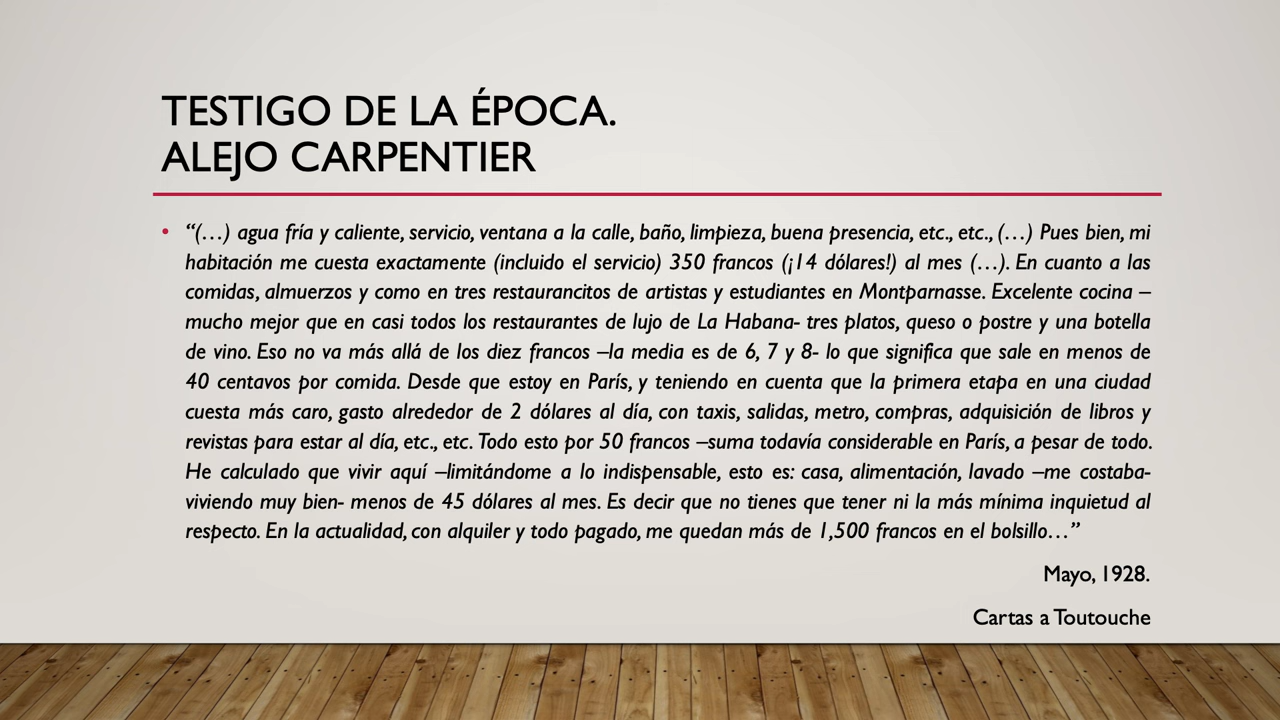 TESTIGO DE LA ÉPOCA.
ALEJO CARPENTIER
• “(…) agua fría y caliente, servicio, ventana a la calle, baño, limpieza, buena presencia, etc., etc., (…) Pues bien, mi
habitación me cuesta exactamente (incluido el servicio) 350 francos (¡14 dólares!) al mes (…). En cuanto a las
comidas, almuerzos y como en tres restaurancitos de artistas y estudiantes en Montparnasse. Excelente cocina –
mucho mejor que en casi todos los restaurantes de lujo de La Habana- tres platos, queso o postre y una botella
de vino. Eso no va más allá de los diez francos –la media es de 6, 7 y 8- lo que significa que sale en menos de
40 centavos por comida. Desde que estoy en París, y teniendo en cuenta que la primera etapa en una ciudad
cuesta más caro, gasto alrededor de 2 dólares al día, con taxis, salidas, metro, compras, adquisición de libros y
revistas para estar al día, etc., etc. Todo esto por 50 francos –suma todavía considerable en París, a pesar de todo.
He calculado que vivir aquí –limitándome a lo indispensable, esto es: casa, alimentación, lavado –me costaba-
viviendo muy bien- menos de 45 dólares al mes. Es decir que no tienes que tener ni la más mínima inquietud al
respecto. En la actualidad, con alquiler y todo pagado, me quedan más de 1,500 francos en el bolsillo…”
Mayo, 1928.
Cartas a Toutouche